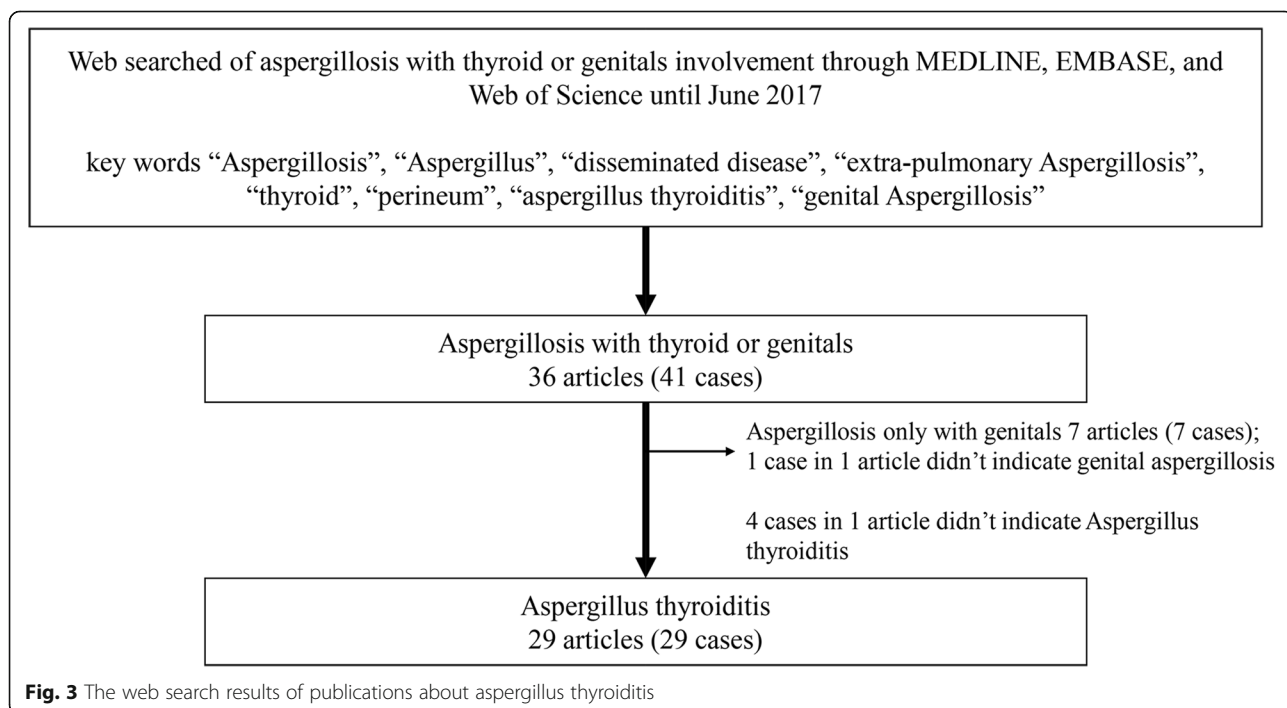 Web searched of aspergillosis with thyroid or genitals involvement through MEDLINE, EMBASE, and
Web of Science until June 2017
key words “Aspergillosis”, “Aspergillus”, “disseminated disease”, “extra-pulmonary Aspergillosis”,
“thyroid”, “perineum”, “aspergillus thyroiditis”, “genital Aspergillosis”
Aspergillosis with thyroid or genitals
36 articles (41 cases)
Aspergillosis only with genitals 7 articles (7 cases);
1 case in 1 article didn’t indicate genital aspergillosis
4 cases in 1 article didn’t indicate Aspergillus
thyroiditis
Aspergillus thyroiditis
29 articles (29 cases)
Fig. 3 The web search results of publications about aspergillus thyroiditis